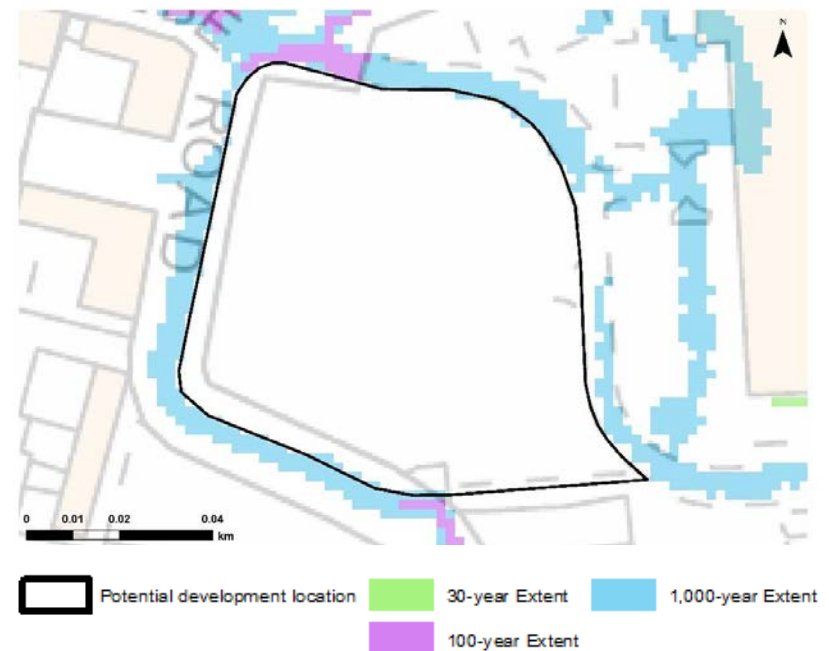 DE
N
ROAD
0 0.01 0.02 0.04
km
Potential development location 30-year Extent 1,000-year Extent
100-year Extent